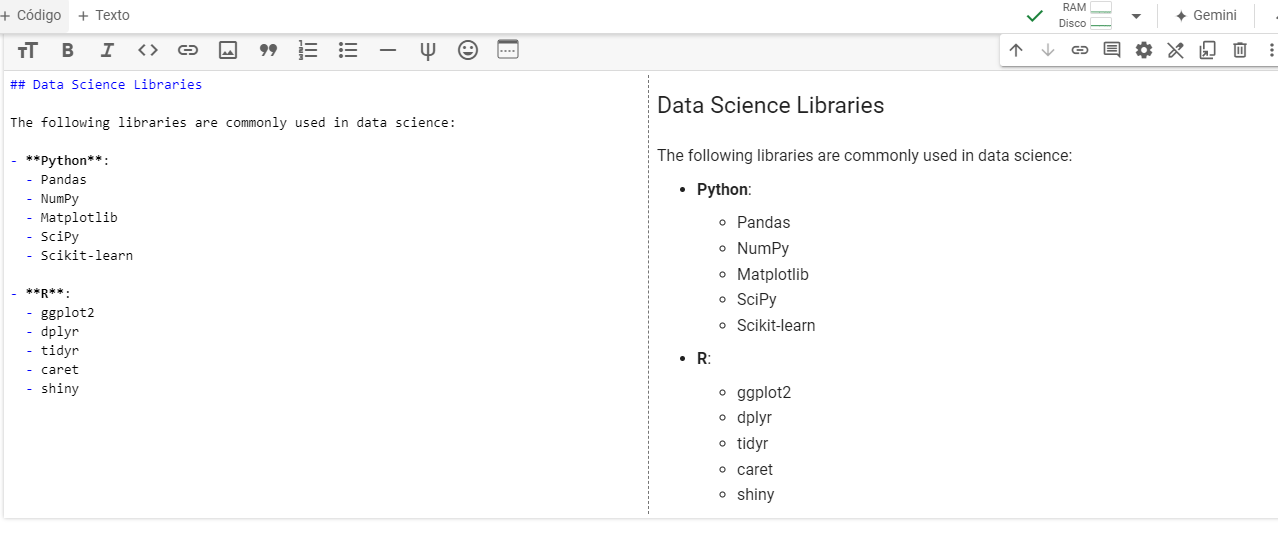 + Código + Texto
RAM
Disco
Gemini
## Data Science Libraries
The following libraries are commonly used in data science:
- **Python**:
- Pandas
- NumPy
- Matplotlib
- SciPy
- Scikit-learn
- **R**:
- ggplot2
- dplyr
- tidyr
- caret
- shiny
Data Science Libraries
The following libraries are commonly used in data science:
• Python:
◦ Pandas
◦ NumPy
◦ Matplotlib
◦ SciPy
◦ Scikit-learn
• R:
◦ ggplot2
◦ dplyr
◦ tidyr
◦ caret
◦ shiny